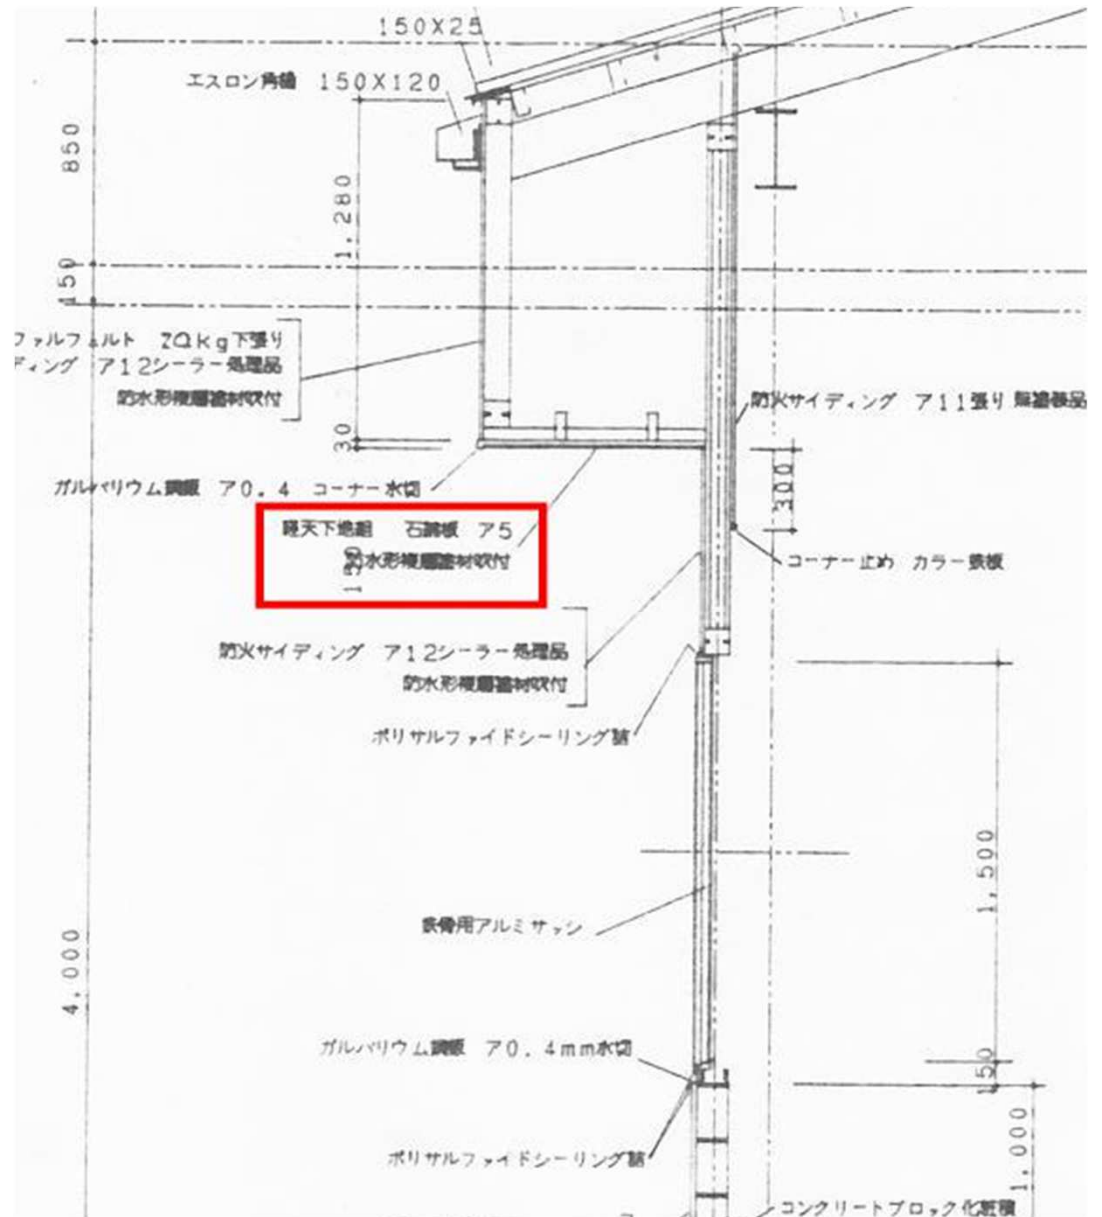 150X25
エスロン角樋 150X120
850
1,280
150
ファルフェルト 20kg下張り
ディング ア12シーラー処理品
防水形複層塗材吹付
防火サイディング ア11張り 無塗装品
30
300
ガルバリウム鋼板 ア0.4 コーナー水切
軽天下地組 石綿板 ア5
防水形複層塗材吹付
コーナー止め カラー鉄板
防火サイディング ア12シーラー処理品
防水形複層塗材吹付
ポリサルファイドシーリング詰
1,500
鉄骨用アルミサッシ
4,000
ガルバリウム鋼板 ア0.4mm水切
150
1,000
ポリサルファイドシーリング詰
コンクリートブロック化粧積